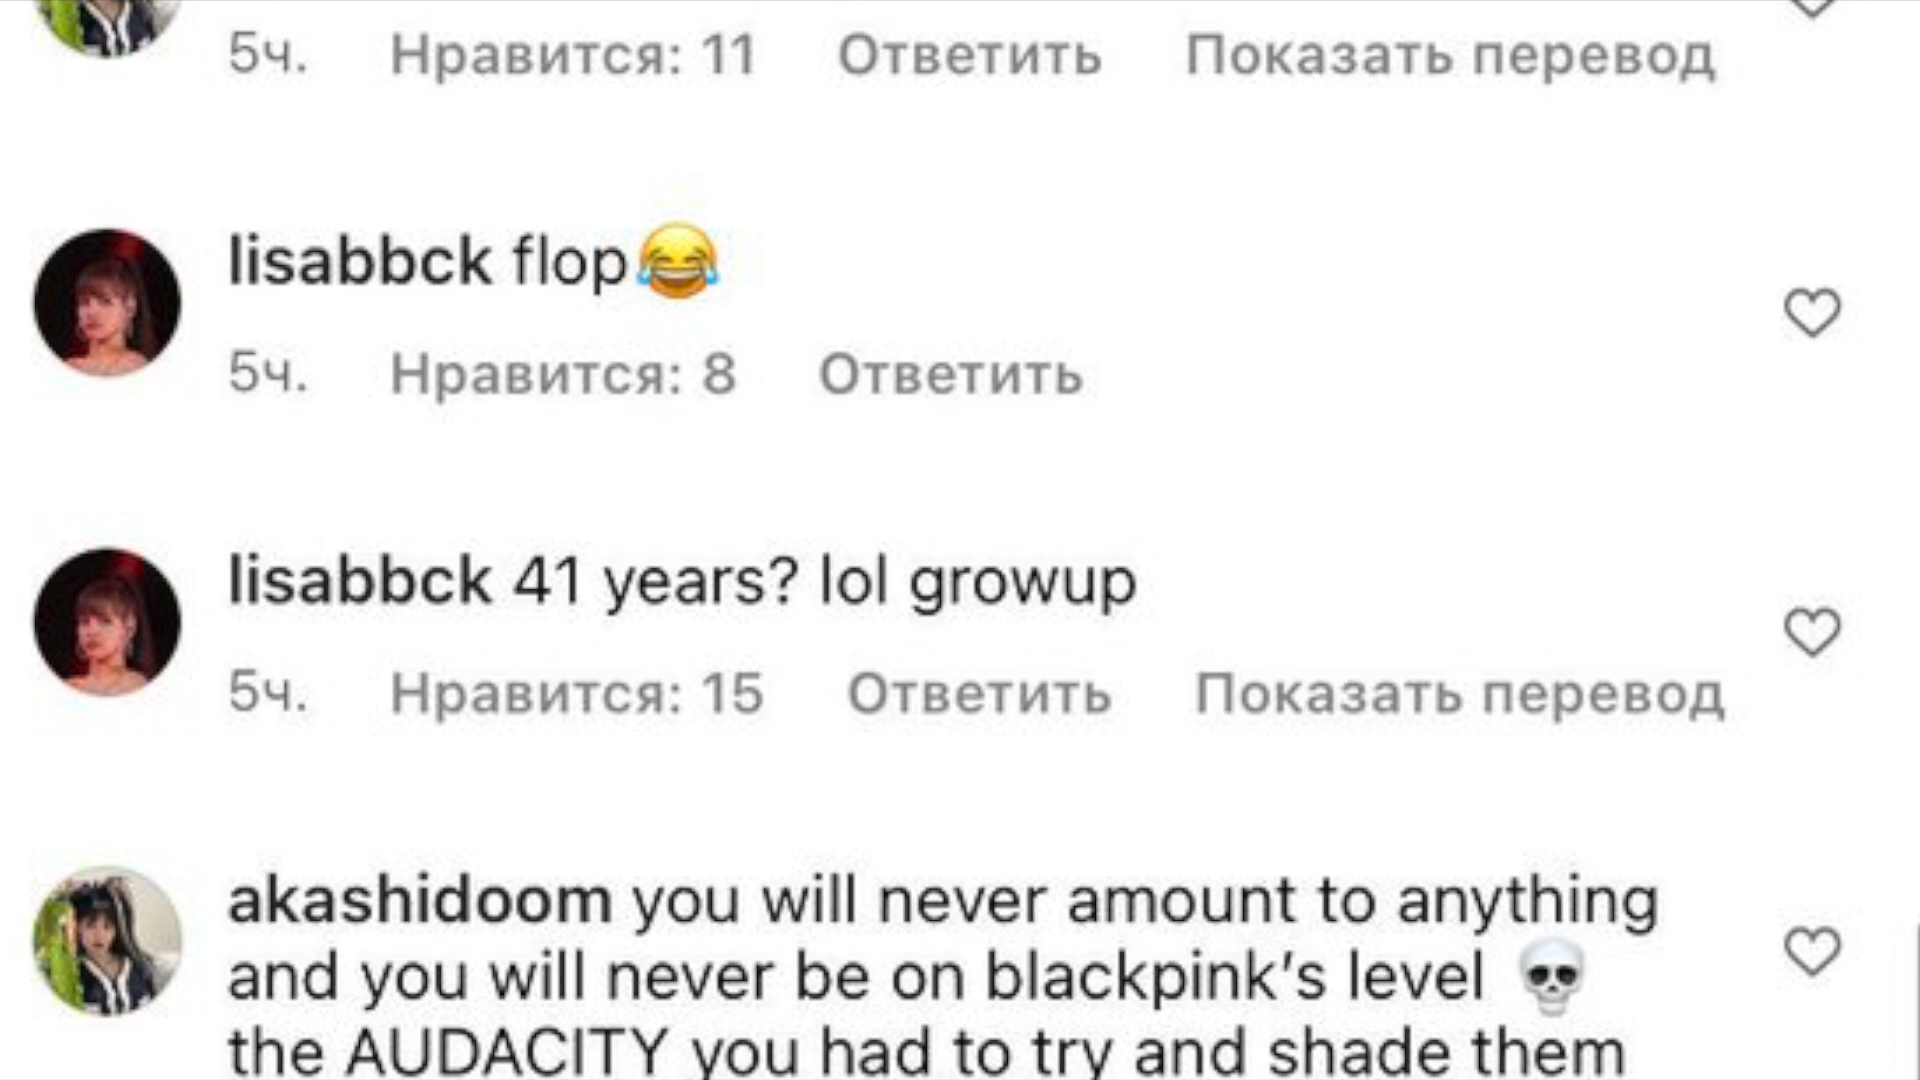 5ч. Нравится: 11 Ответить Показать перевод
lisabbck flop😂
5ч. Нравится: 8 Ответить
lisabbck 41 years? lol growup
5ч. Нравится: 15 Ответить Показать перевод
akashidoom you will never amount to anything
and you will never be on blackpink’s level 💀
the AUDACITY you had to try and shade them